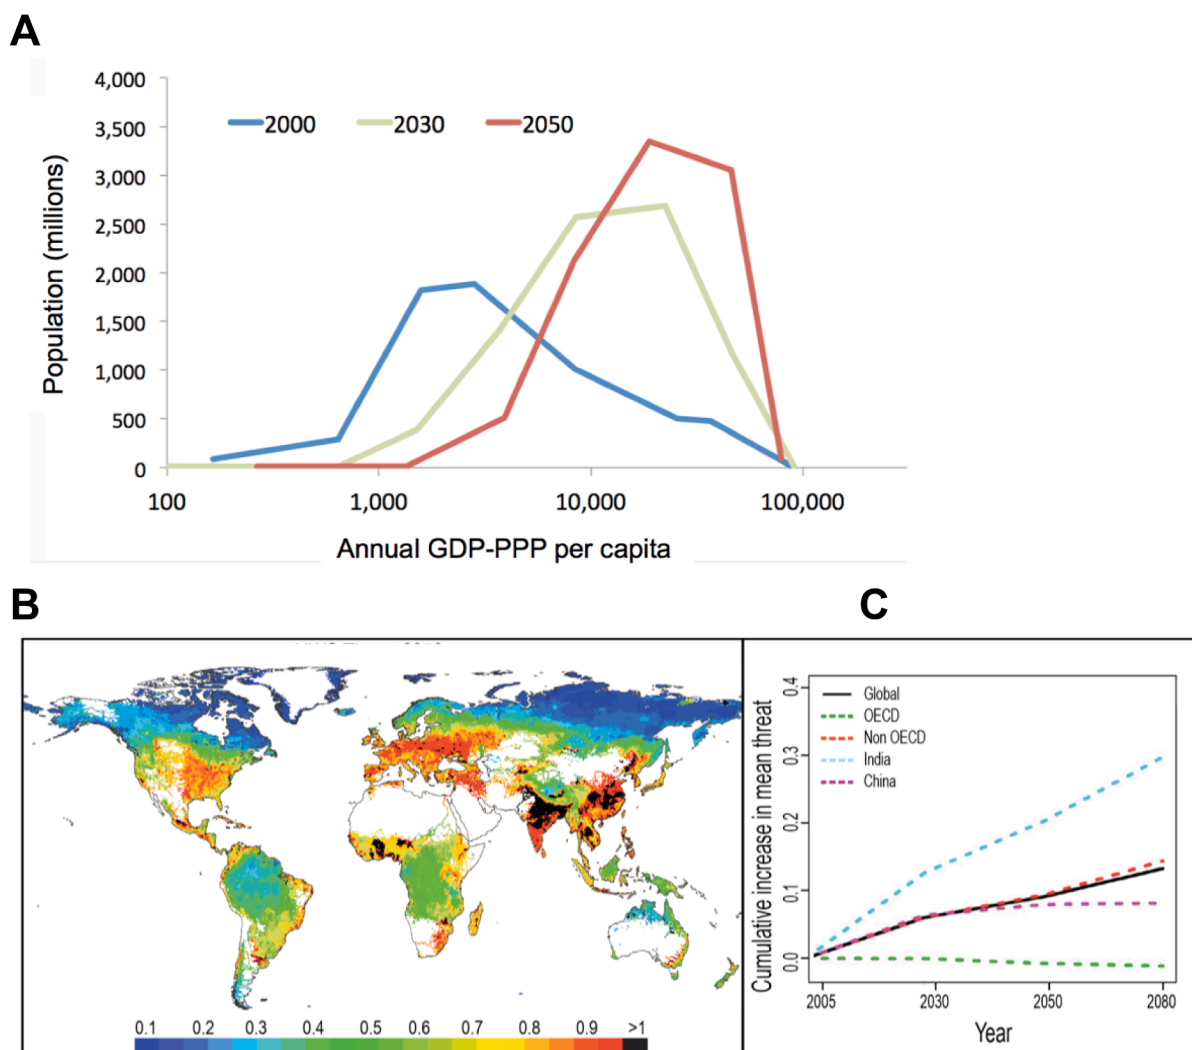 A
4,000
3,500
3,000
2,500
2,000
1,500
1,000
500
0
2000 2030 2050
Population (millions)
100 1,000 10,000 100,000
Annual GDP-PPP per capita
B
0.1 0.2 0.3 0.4 0.5 0.6 0.7 0.8 0.9 >1
C
Cumulative increase in mean threat
0.4
0.3
0.2
0.1
0.0
Global
OECD
Non OECD
India
China
2005 2030 2050 2080
Year